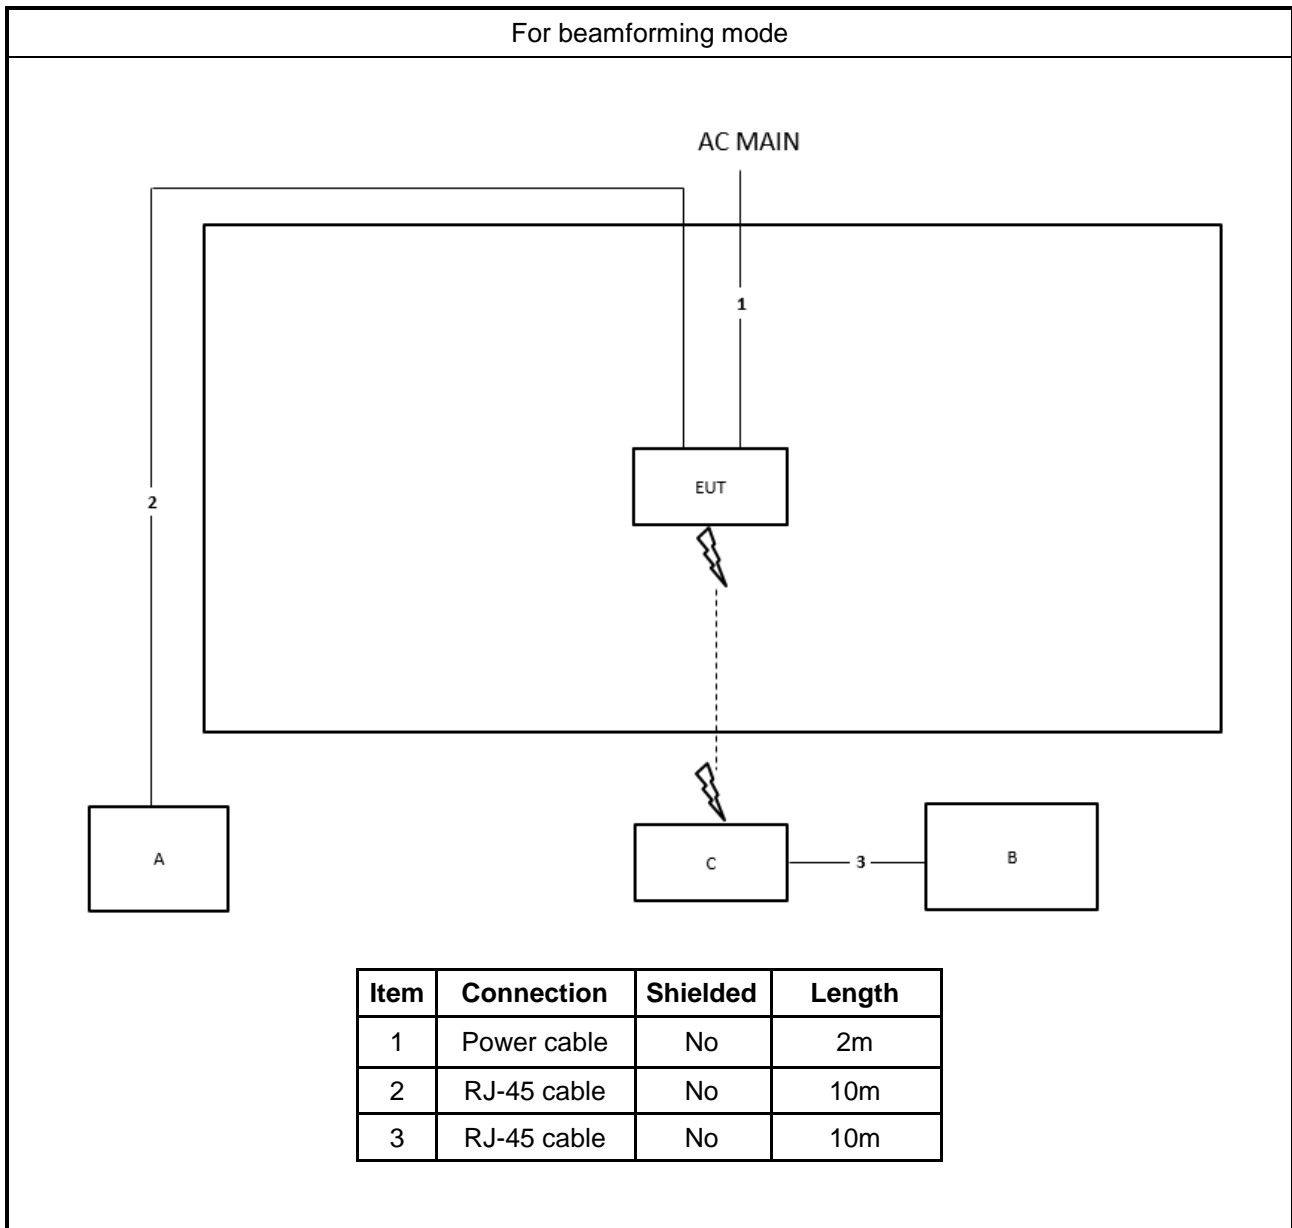 For beamforming mode
AC MAIN
1
EUT
2
A
C
3
B
Item Connection Shielded Length
1 Power cable No 2m
2 RJ-45 cable No 10m
3 RJ-45 cable No 10m